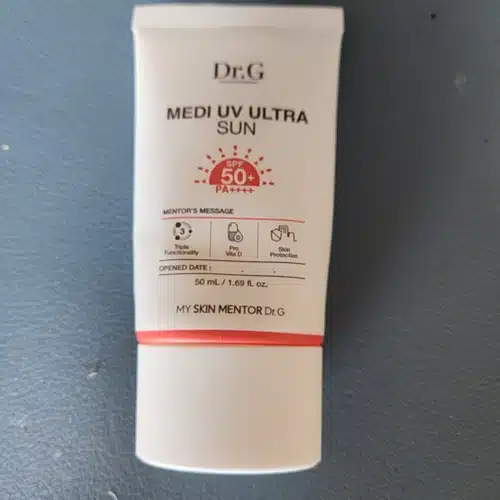 Dr.G
MEDI UV ULTRA
SUN
SPF
50+
PA++++
MENTOR'S MESSAGE
3
Triple
Functionality
Pro
Vita D
Skin
Protection
OPENED DATE : . .
50 mL / 1.69 fl. oz.
MY SKIN MENTOR Dr.G